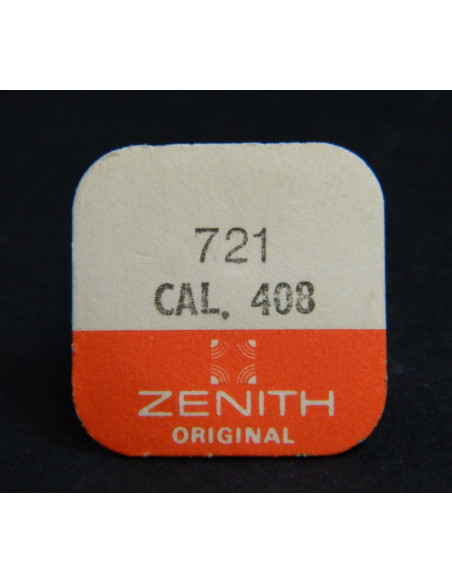 721
CAL. 408
ZENITH
ORIGINAL